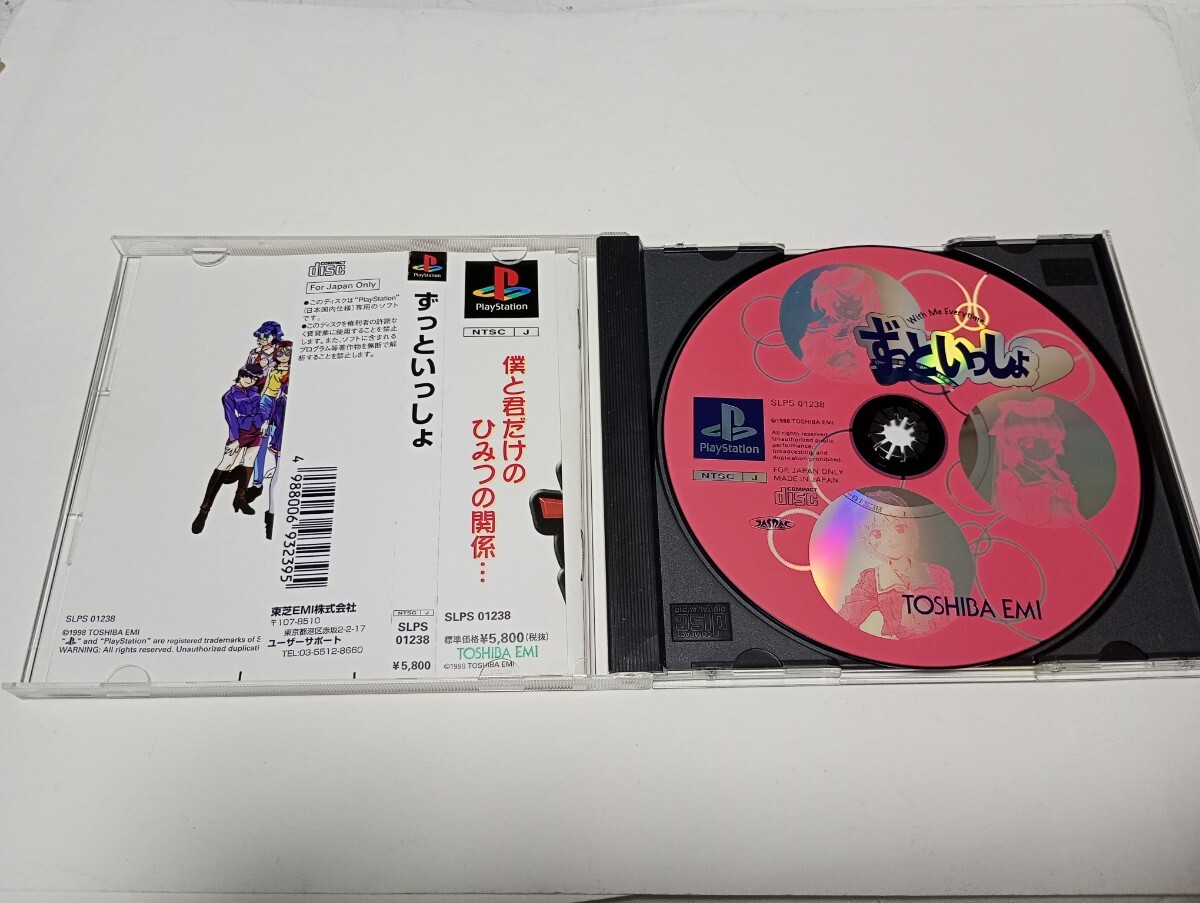 COMPACT
disc
For Japan Only
●このディスクは"PlayStation"
(日本国内仕様)専用のソフト
です。
●このディスクを権利者の許諾な
く賃貸業に使用することを禁止
します。また、ソフトに含まれる
プログラム等著作物を無断で解
析することを禁止します。
4 988006 932395
SLPS 01238
©1998 TOSHIBA EMI
" " and "PlayStation" are registered trademarks of S
WARNING: All rights reserved. Unauthorized duplicati
東芝EMI株式会社
〒107-8510
東京都港区赤坂2-2-17
ユーザーサポート
TEL:03-5512-8660
PlayStation
ずっといっしょ
NTSC J
SLPS
01238
¥5,800
PlayStation
NTSC J
僕と君だけの
ひみつの関係…
SLPS 01238
標準価格¥5,800(税抜)
TOSHIBA EMI
©1998 TOSHIBA EMI
With Me Everytime
ずっといっしょ
SLPS 01238
PlayStation
NTSC J
©1998 TOSHIBA EMI
All rights reserved.
Unauthorized public
performance,
broadcasting and
duplication prohibited.
FOR JAPAN ONLY
MADE IN JAPAN
COMPACT
disc
JASRAC
TOSHIBA EMI